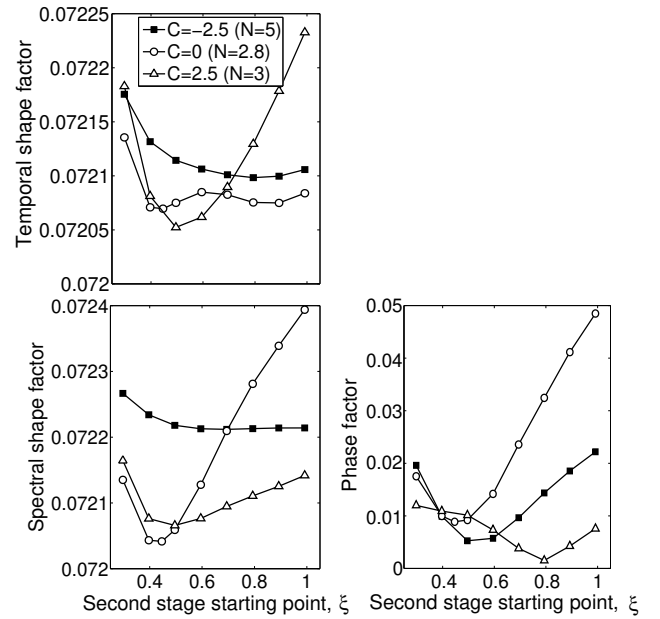 0.07225
0.0722
0.07215
0.0721
0.07205
0.072
Temporal shape factor
C=−2.5 (N=5)
C=0 (N=2.8)
C=2.5 (N=3)
0.0724
0.0723
0.0722
0.0721
0.072
Spectral shape factor
0.4 0.6 0.8 1
Second stage starting point, ξ
0.05
0.04
0.03
0.02
0.01
0
Phase factor
0.4 0.6 0.8 1
Second stage starting point, ξ